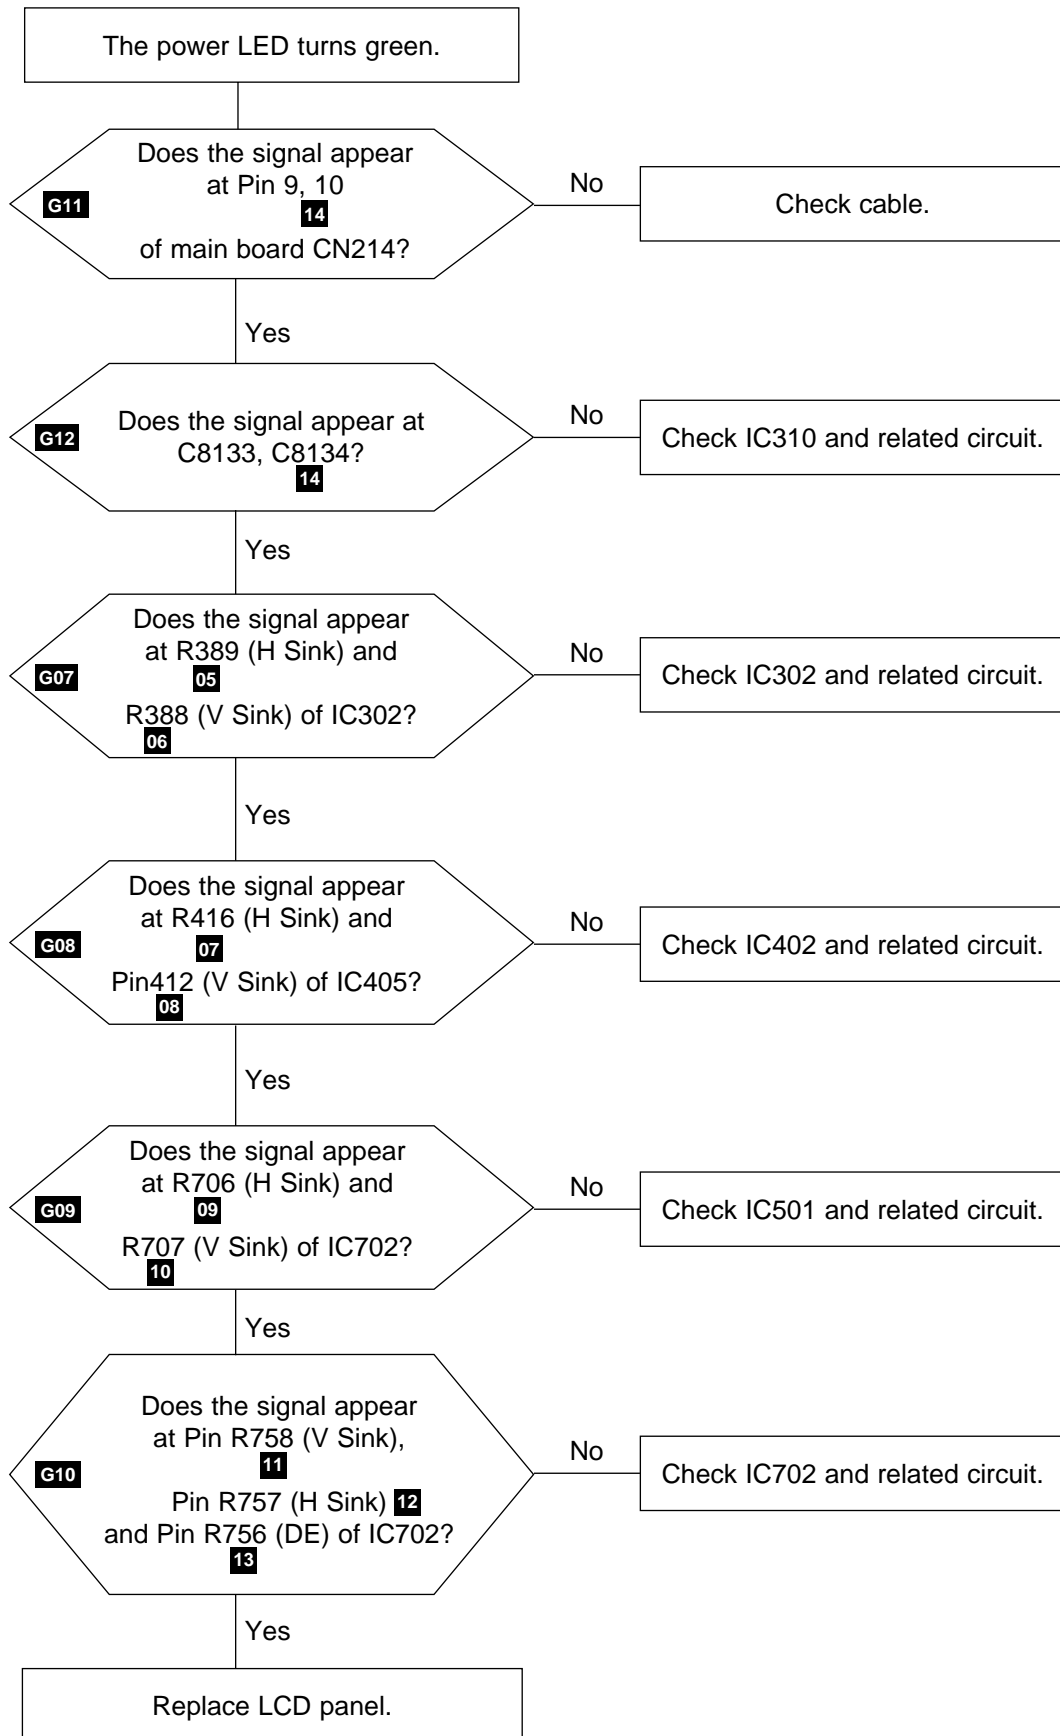 The power LED turns green.
Does the signal appear
at Pin 9, 10
G11
14
of main board CN214?
No
Check cable.
Yes
Does the signal appear at
G12
C8133, C8134?
14
No
Check IC310 and related circuit.
Yes
Does the signal appear
at R389 (H Sink) and
G07
05
R388 (V Sink) of IC302?
06
No
Check IC302 and related circuit.
Yes
Does the signal appear
at R416 (H Sink) and
G08
07
Pin412 (V Sink) of IC405?
08
No
Check IC402 and related circuit.
Yes
Does the signal appear
at R706 (H Sink) and
G09
09
R707 (V Sink) of IC702?
10
No
Check IC501 and related circuit.
Yes
Does the signal appear
at Pin R758 (V Sink),
11
G10
Pin R757 (H Sink) 12
and Pin R756 (DE) of IC702?
13
No
Check IC702 and related circuit.
Yes
Replace LCD panel.